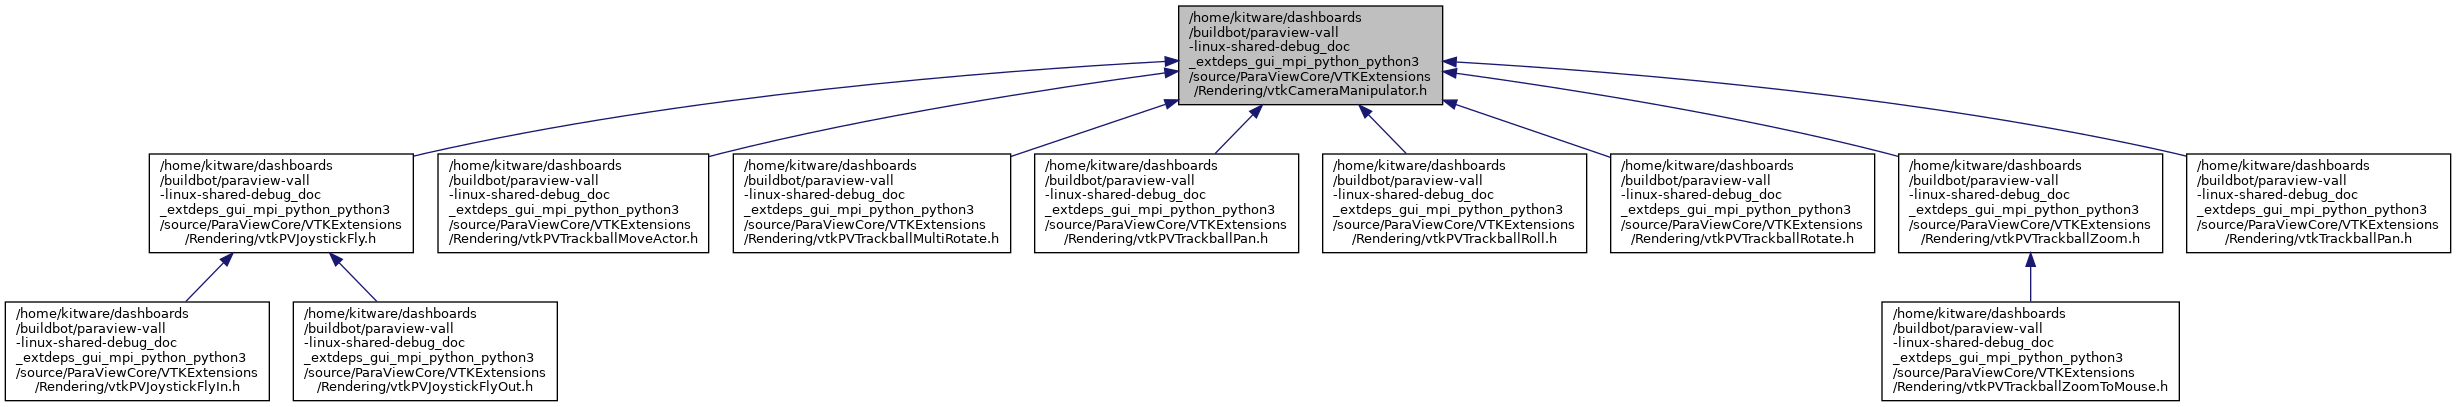 /home/kitware/dashboards
/buildbot/paraview-vall
-linux-shared-debug_doc
_extdeps_gui_mpi_python_python3
/source/ParaViewCore/VTKExtensions
/Rendering/vtkCameraManipulator.h
/home/kitware/dashboards
/buildbot/paraview-vall
-linux-shared-debug_doc
_extdeps_gui_mpi_python_python3
/source/ParaViewCore/VTKExtensions
/Rendering/vtkPVJoystickFly.h
/home/kitware/dashboards
/buildbot/paraview-vall
-linux-shared-debug_doc
_extdeps_gui_mpi_python_python3
/source/ParaViewCore/VTKExtensions
/Rendering/vtkPVTrackballMoveActor.h
/home/kitware/dashboards
/buildbot/paraview-vall
-linux-shared-debug_doc
_extdeps_gui_mpi_python_python3
/source/ParaViewCore/VTKExtensions
/Rendering/vtkPVTrackballMultiRotate.h
/home/kitware/dashboards
/buildbot/paraview-vall
-linux-shared-debug_doc
_extdeps_gui_mpi_python_python3
/source/ParaViewCore/VTKExtensions
/Rendering/vtkPVTrackballPan.h
/home/kitware/dashboards
/buildbot/paraview-vall
-linux-shared-debug_doc
_extdeps_gui_mpi_python_python3
/source/ParaViewCore/VTKExtensions
/Rendering/vtkPVTrackballRoll.h
/home/kitware/dashboards
/buildbot/paraview-vall
-linux-shared-debug_doc
_extdeps_gui_mpi_python_python3
/source/ParaViewCore/VTKExtensions
/Rendering/vtkPVTrackballRotate.h
/home/kitware/dashboards
/buildbot/paraview-vall
-linux-shared-debug_doc
_extdeps_gui_mpi_python_python3
/source/ParaViewCore/VTKExtensions
/Rendering/vtkPVTrackballZoom.h
/home/kitware/dashboards
/buildbot/paraview-vall
-linux-shared-debug_doc
_extdeps_gui_mpi_python_python3
/source/ParaViewCore/VTKExtensions
/Rendering/vtkTrackballPan.h
/home/kitware/dashboards
/buildbot/paraview-vall
-linux-shared-debug_doc
_extdeps_gui_mpi_python_python3
/source/ParaViewCore/VTKExtensions
/Rendering/vtkPVJoystickFlyIn.h
/home/kitware/dashboards
/buildbot/paraview-vall
-linux-shared-debug_doc
_extdeps_gui_mpi_python_python3
/source/ParaViewCore/VTKExtensions
/Rendering/vtkPVJoystickFlyOut.h
/home/kitware/dashboards
/buildbot/paraview-vall
-linux-shared-debug_doc
_extdeps_gui_mpi_python_python3
/source/ParaViewCore/VTKExtensions
/Rendering/vtkPVTrackballZoomToMouse.h